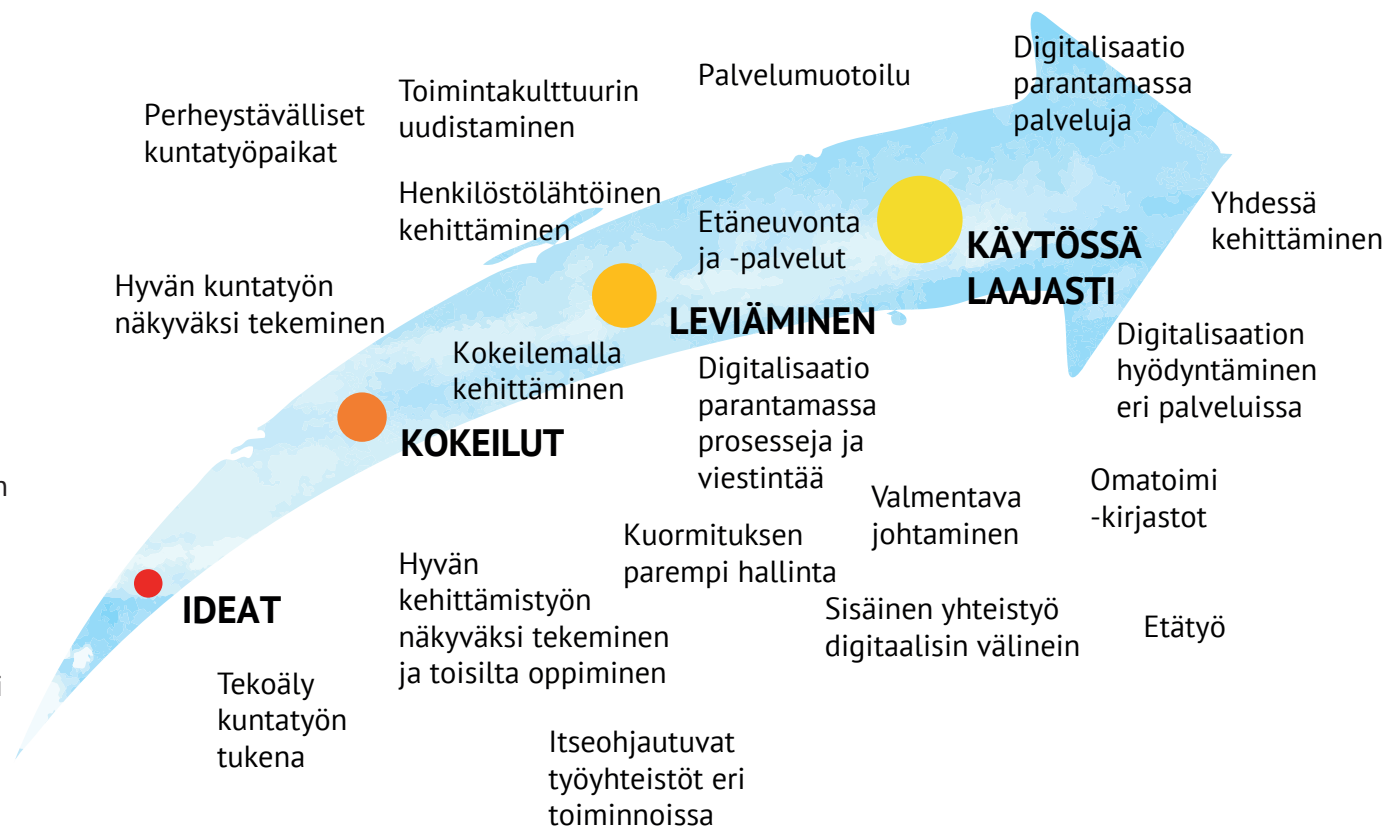 Digitalisaatio
parantamassa
palveluja
Palvelumuotoilu
Toimintakulttuurin
uudistaminen
Perheystävälliset
kuntatyöpaikat
Henkilöstölähtöinen
kehittäminen
Etäneuvonta
ja -palvelut
Yhdessä
kehittäminen
KÄYTÖSSÄ
LAAJASTI
Hyvän kuntatyön
näkyväksi tekeminen
LEVIÄMINEN
Kokeilemalla
kehittäminen
Digitalisaation
hyödyntäminen
eri palveluissa
Digitalisaatio
parantamassa
prosesseja ja
viestintää
KOKEILUT
Omatoimi
-kirjastot
Valmentava
johtaminen
Kuormituksen
parempi hallinta
Hyvän
kehittämistyön
näkyväksi tekeminen
ja toisilta oppiminen
IDEAT
Sisäinen yhteistyö
digitaalisin välinein
Etätyö
Tekoäly
kuntatyön
tukena
Itseohjautuvat
työyhteistöt eri
toiminnoissa